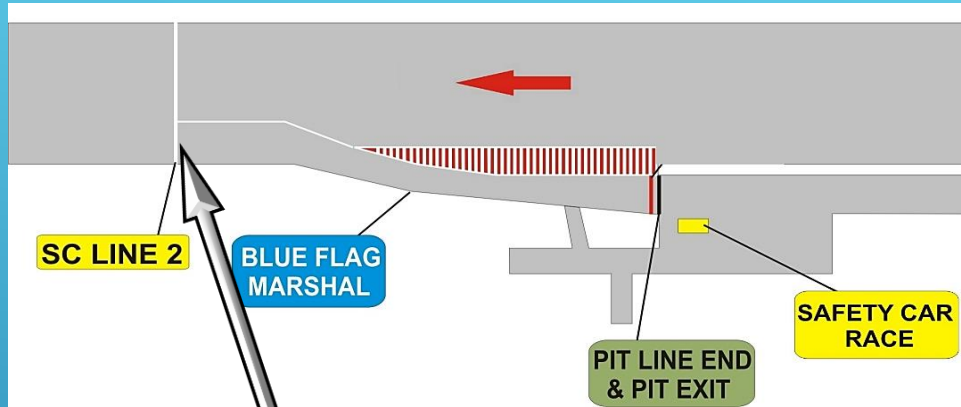 SC LINE 2
BLUE FLAG
MARSHAL
PIT LINE END
& PIT EXIT
SAFETY CAR
RACE